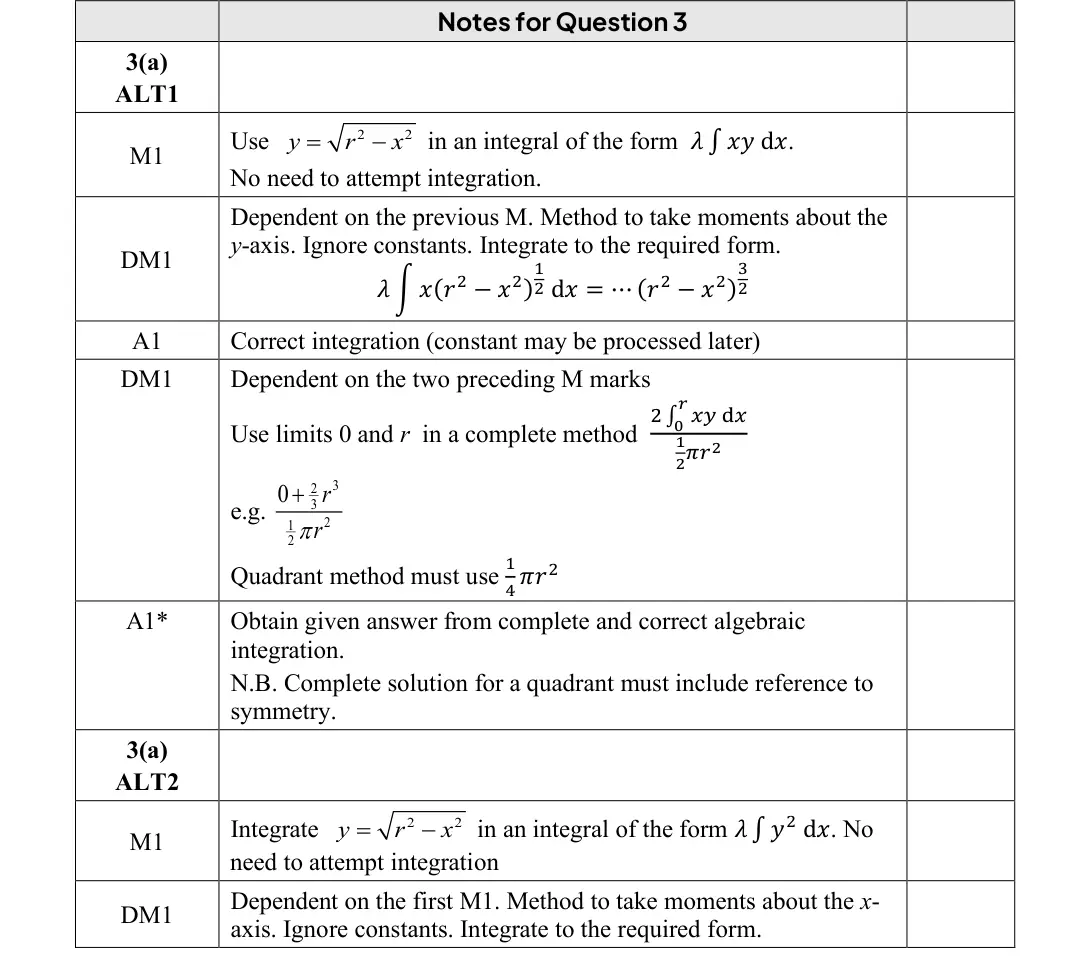 Notes for Question 3
3(a)
ALT1
M1
Use y = √(r² − x²) in an integral of the form λ∫ xy dx.
No need to attempt integration.
DM1
Dependent on the previous M. Method to take moments about the
y-axis. Ignore constants. Integrate to the required form.
λ∫ x(r² − x²)^(1/2) dx = ⋯ (r² − x²)^(3/2)
A1
Correct integration (constant may be processed later)
DM1
Dependent on the two preceding M marks
Use limits 0 and r in a complete method (2∫₀ʳ xy dx)/(½πr²)
e.g. (0 + ⅔r³)/(½πr²)
Quadrant method must use ¼πr²
A1*
Obtain given answer from complete and correct algebraic
integration.
N.B. Complete solution for a quadrant must include reference to
symmetry.
3(a)
ALT2
M1
Integrate y = √(r² − x²) in an integral of the form λ∫ y² dx. No
need to attempt integration
DM1
Dependent on the first M1. Method to take moments about the x-
axis. Ignore constants. Integrate to the required form.